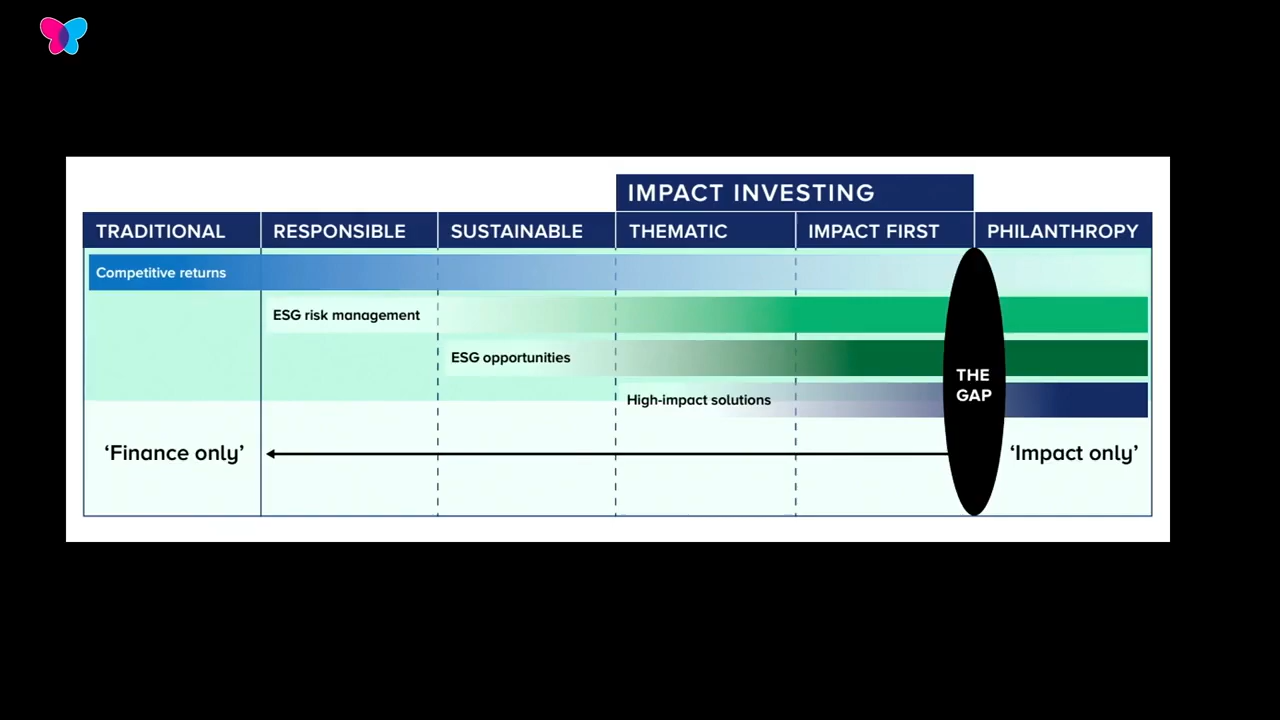 IMPACT INVESTING
TRADITIONAL
RESPONSIBLE
SUSTAINABLE
THEMATIC
IMPACT FIRST
PHILANTHROPY
Competitive returns
ESG risk management
ESG opportunities
High-impact solutions
THE
GAP
‘Finance only’
‘Impact only’